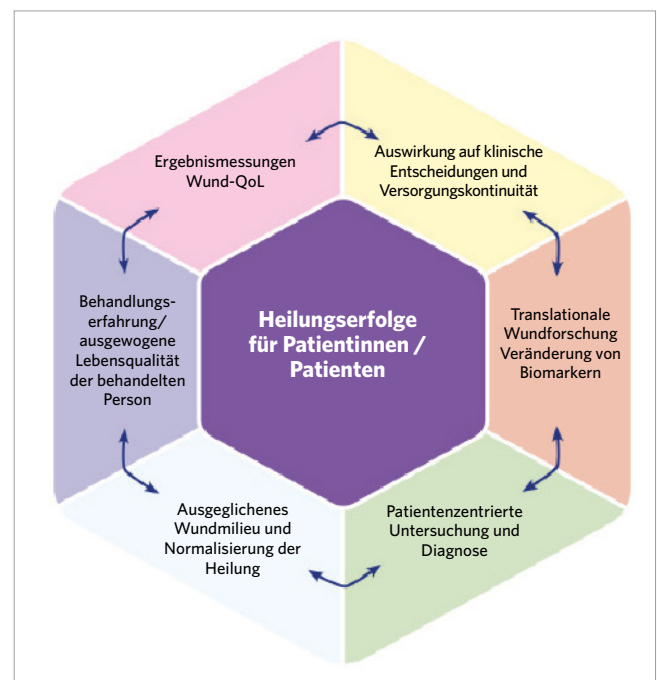 Ergebnismessungen
Wund-QoL
Auswirkung auf klinische
Entscheidungen und
Versorgungskontinuität
Behandlungs-
erfahrung/
ausgewogene
Lebensqualität
der behandelten
Person
Heilungserfolge
für Patientinnen /
Patienten
Translationale
Wundforschung
Veränderung von
Biomarkern
Ausgeglichenes
Wundmilieu und
Normalisierung der
Heilung
Patientenzentrierte
Untersuchung und
Diagnose